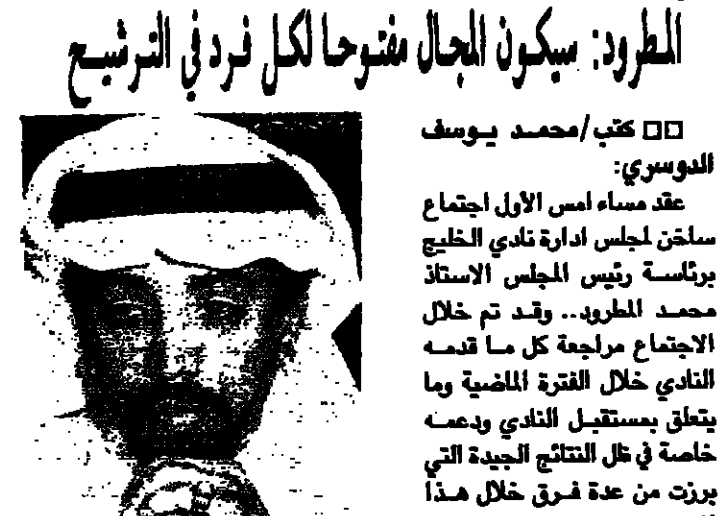 المطرود: سيكون المجال مفتوحا لكل فرد في الترشيح
□□ كتب/محمد يوسف
الدوسري:
عقد مساء امس الأول اجتماع
ساخن لمجلس ادارة نادي الخليج
برئاسة رئيس المجلس الاستاذ
محمد المطرود.. وقد تم خلال
الاجتماع مراجعة كل ما قدمه
النادي خلال الفترة الماضية وما
يتعلق بمستقبل النادي ودعمه
خاصة في ظل النتائج الجيدة التي
برزت من عدة فرق خلال هذا